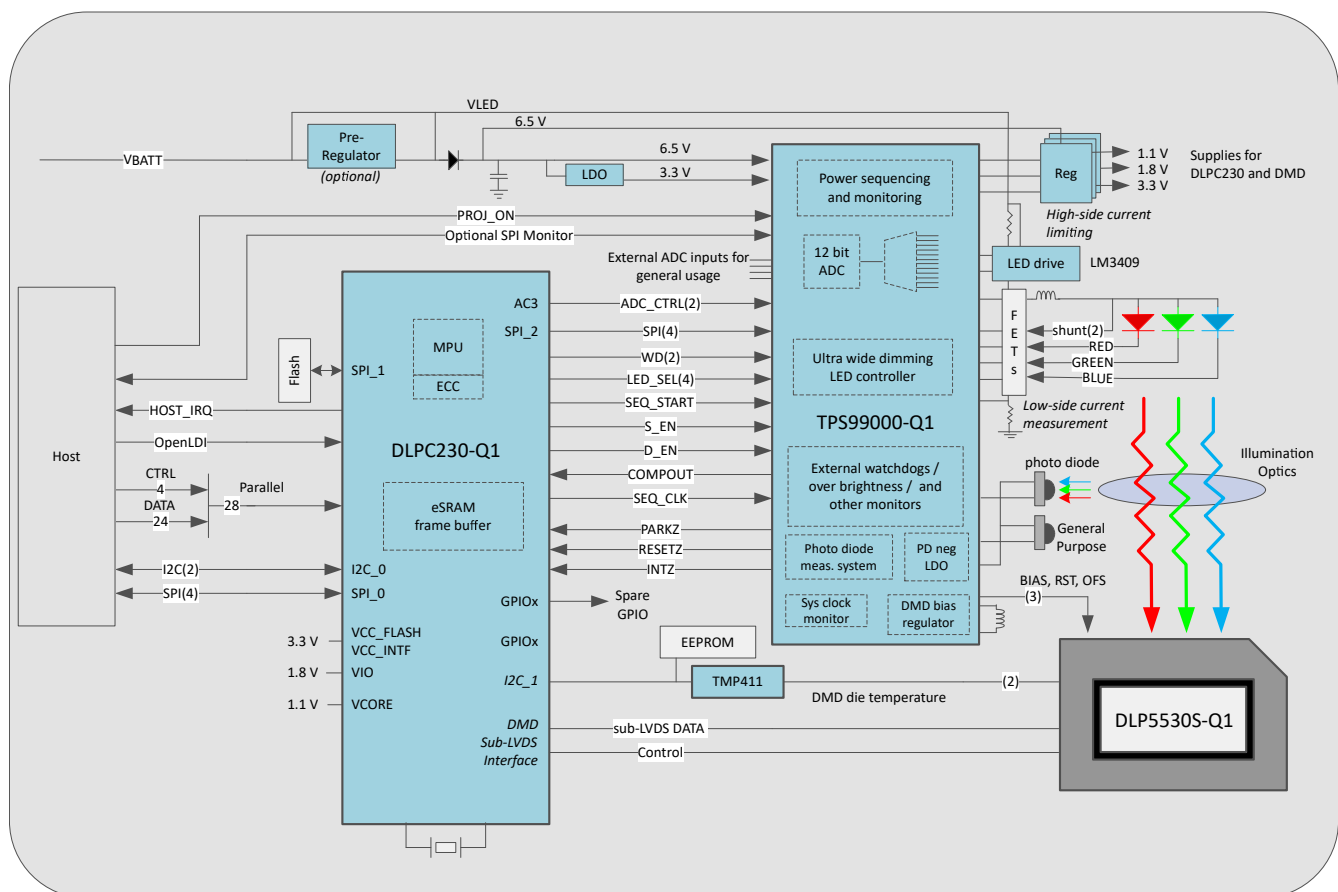 VLED
6.5 V
Pre-
Regulator
(optional)
VBATT
6.5 V
LDO
3.3 V
Power sequencing
and monitoring
Reg
1.1 V
1.8 V
3.3 V
Supplies for
DLPC230 and DMD
High-side current
limiting
PROJ_ON
Optional SPI Monitor
External ADC inputs for
general usage
12 bit
ADC
LED drive
LM3409
Host
Flash
SPI_1
AC3
SPI_2
MPU
ECC
DLPC230-Q1
eSRAM
frame buffer
ADC_CTRL(2)
SPI(4)
WD(2)
LED_SEL(4)
SEQ_START
S_EN
D_EN
COMPOUT
SEQ_CLK
PARKZ
RESETZ
INTZ
Ultra wide dimming
LED controller
TPS99000-Q1
External watchdogs /
over brightness / and
other monitors
Photo diode
meas. system
PD neg
LDO
Sys clock
monitor
DMD bias
regulator
F
E
T
s
shunt(2)
RED
GREEN
BLUE
Low-side current
measurement
photo diode
Illumination
Optics
General
Purpose
BIAS, RST, OFS
(3)
HOST_IRQ
OpenLDI
CTRL
4
DATA
24
28
Parallel
I2C(2)
SPI(4)
I2C_0
SPI_0
GPIOx
Spare
GPIO
3.3 V
VCC_FLASH
VCC_INTF
GPIOx
1.8 V
VIO
1.1 V
VCORE
I2C_1
EEPROM
TMP411
DMD die temperature
(2)
DMD
Sub-LVDS
Interface
sub-LVDS DATA
Control
DLP5530S-Q1